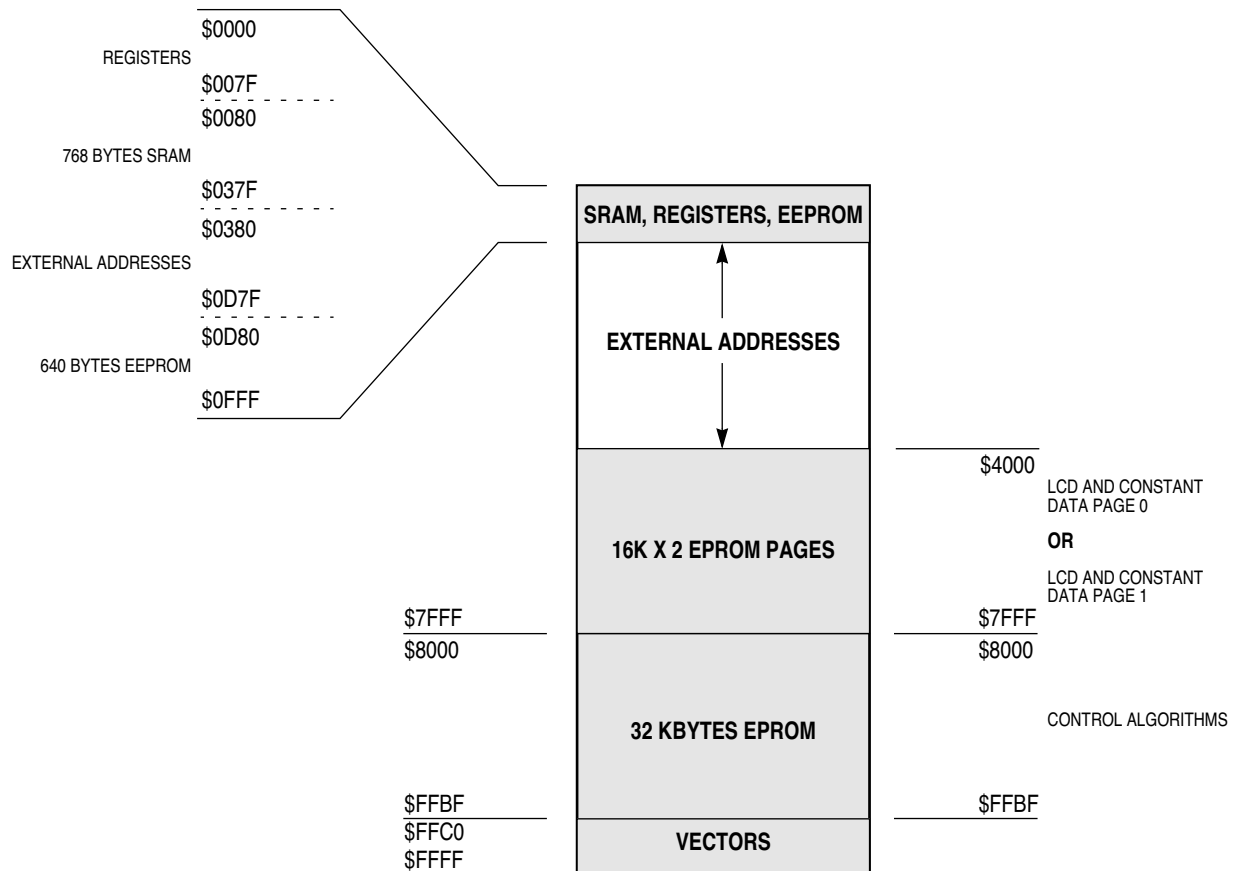 $0000
REGISTERS
$007F
$0080
768 BYTES SRAM
$037F
$0380
EXTERNAL ADDRESSES
$0D7F
$0D80
640 BYTES EEPROM
$0FFF
SRAM, REGISTERS, EEPROM
EXTERNAL ADDRESSES
16K X 2 EPROM PAGES
$4000
LCD AND CONSTANT
DATA PAGE 0
OR
LCD AND CONSTANT
DATA PAGE 1
$7FFF
$7FFF
$8000
$8000
32 KBYTES EPROM
CONTROL ALGORITHMS
$FFBF
$FFBF
$FFC0
VECTORS
$FFFF